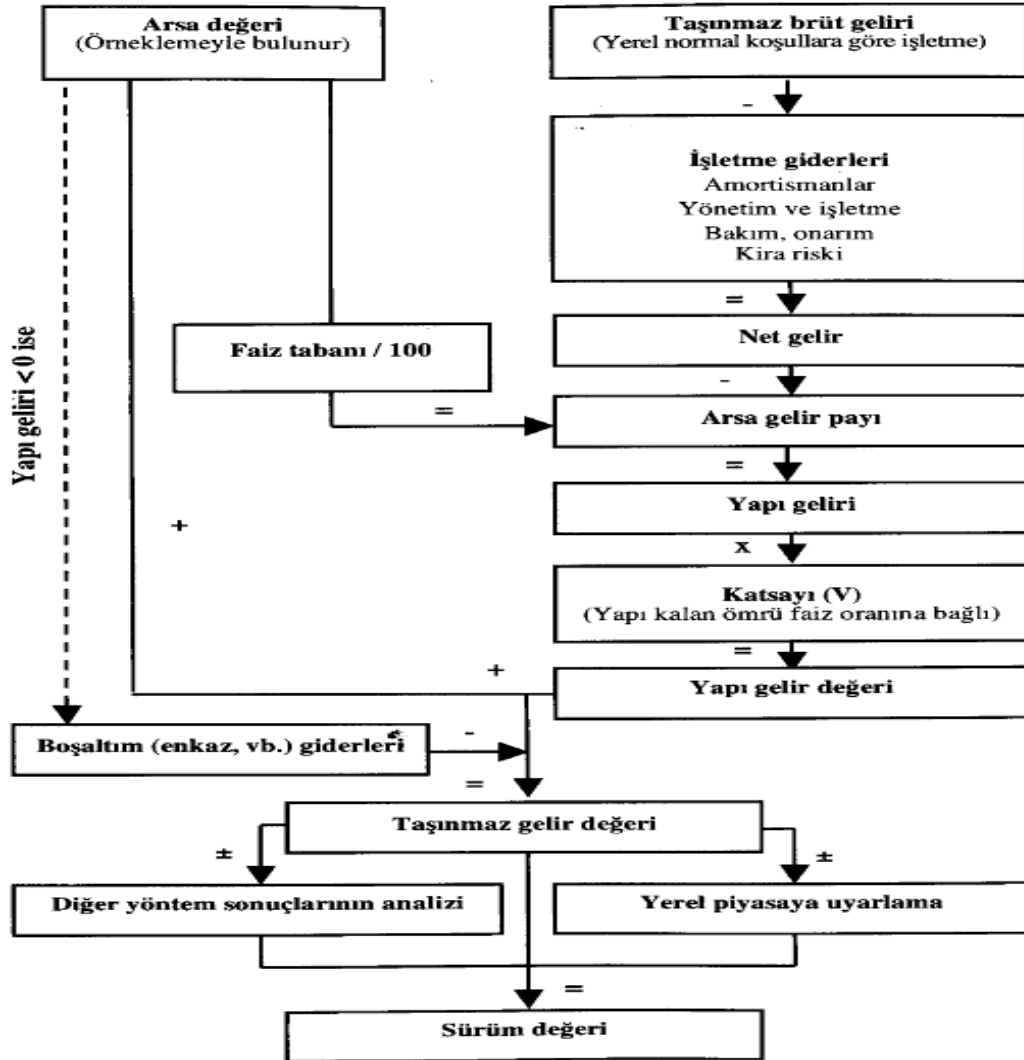 Arsa değeri
(Örneklemeyle bulunur)
Taşınmaz brüt geliri
(Yerel normal koşullara göre işletme)
-
İşletme giderleri
Amortismanlar
Yönetim ve işletme
Bakım, onarım
Kira riski
=
Faiz tabanı / 100
Net gelir
-
=
Arsa gelir payı
=
Yapı geliri < 0 ise
Yapı geliri
+
x
Katsayı (V)
(Yapı kalan ömrü faiz oranına bağlı)
=
+
Yapı gelir değeri
Boşaltım (enkaz, vb.) giderleri
-
=
Taşınmaz gelir değeri
±
±
Diğer yöntem sonuçlarının analizi
Yerel piyasaya uyarlama
=
Sürüm değeri